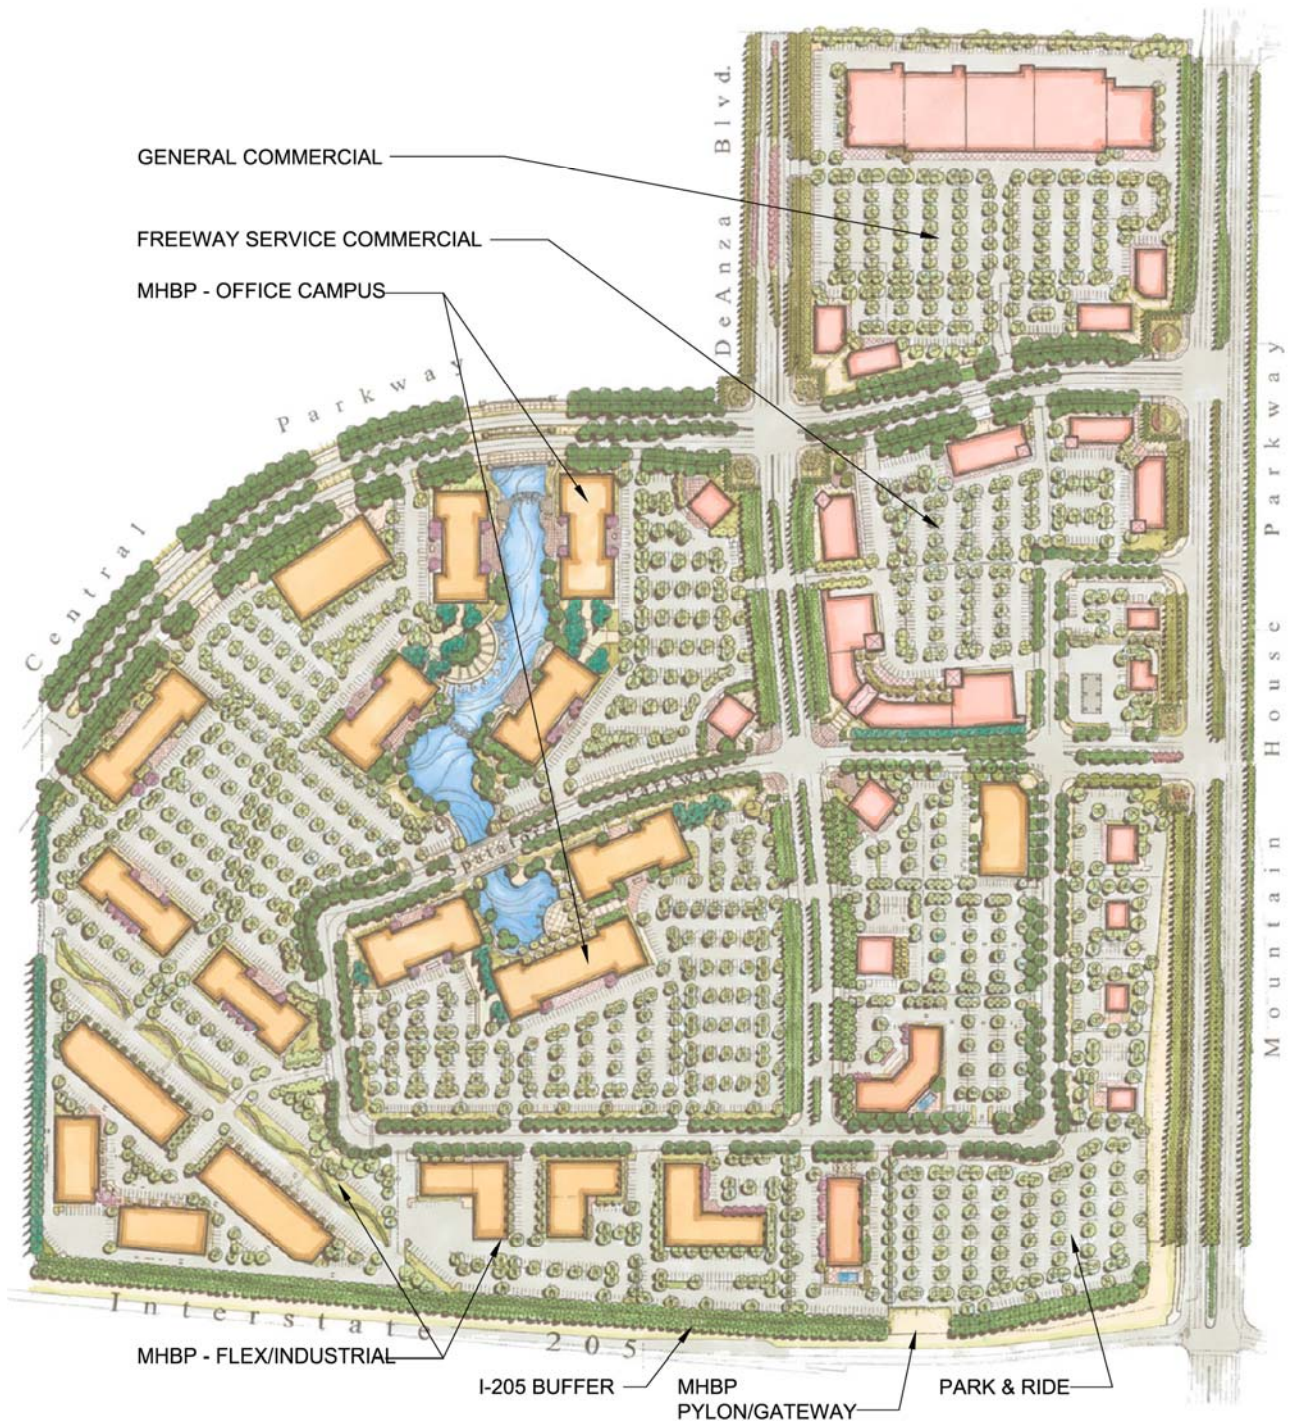 DeAnza Blvd.
GENERAL COMMERCIAL
FREEWAY SERVICE COMMERCIAL
MHBP - OFFICE CAMPUS
Central Parkway
Mountain House Parkway
Interstate 205
MHBP - FLEX/INDUSTRIAL
I-205 BUFFER
MHBP
PYLON/GATEWAY
PARK & RIDE